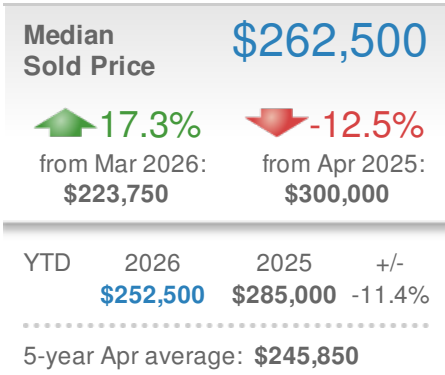 Median $262,500
Sold Price
17.3% -12.5%
from Mar 2026: from Apr 2025:
$223,750 $300,000
YTD 2026 2025 +/-
$252,500 $285,000 -11.4%
5-year Apr average: $245,850